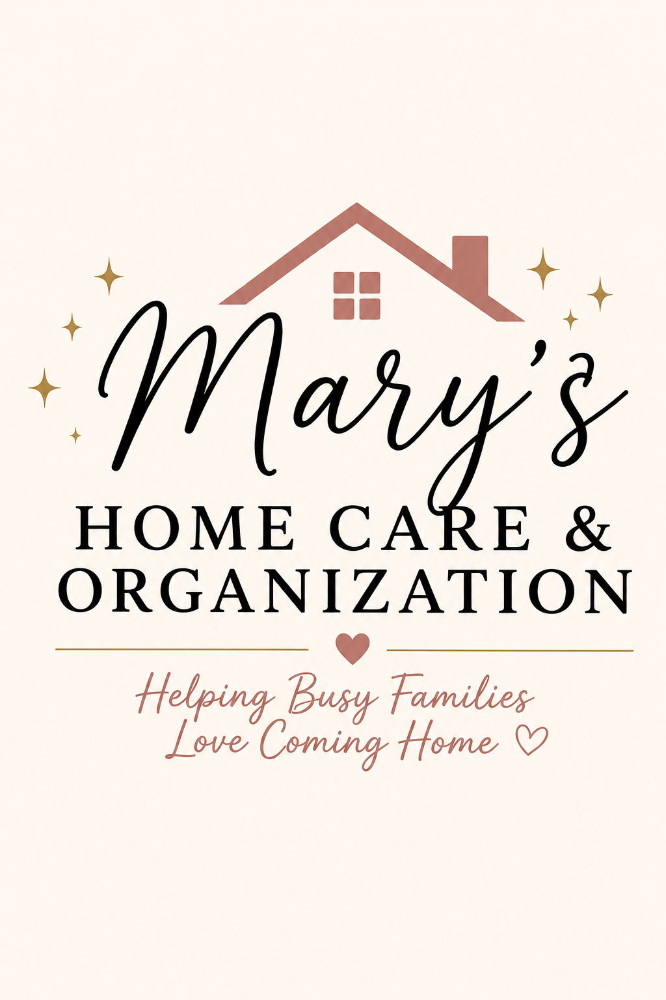 Mary's
HOME CARE &
ORGANIZATION
Helping Busy Families
Love Coming Home ♡